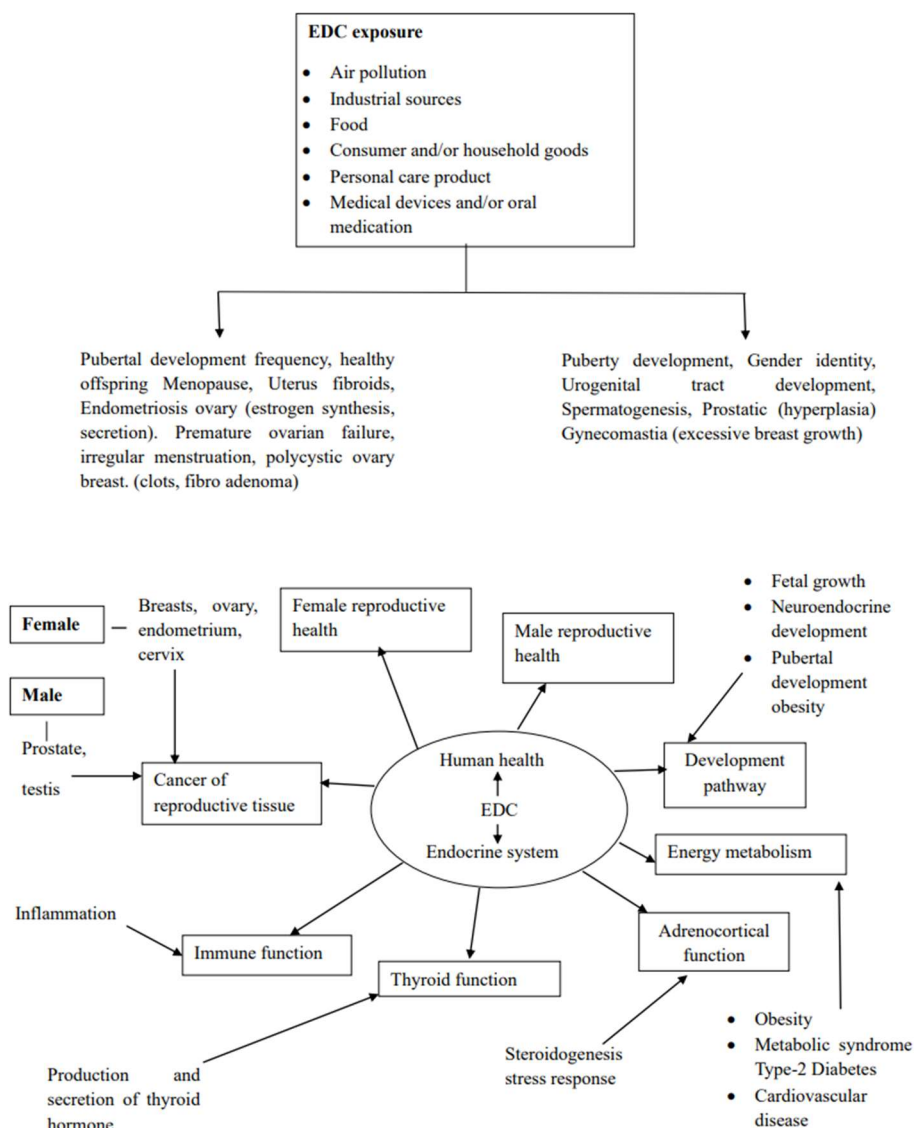 EDC exposure
• Air pollution
• Industrial sources
• Food
• Consumer and/or household goods
• Personal care product
• Medical devices and/or oral
medication
Pubertal development frequency, healthy
offspring Menopause, Uterus fibroids,
Endometriosis ovary (estrogen synthesis,
secretion). Premature ovarian failure,
irregular menstruation, polycystic ovary
breast. (clots, fibro adenoma)
Puberty development, Gender identity,
Urogenital tract development,
Spermatogenesis, Prostatic (hyperplasia)
Gynecomastia (excessive breast growth)
Female
Breasts, ovary,
endometrium,
cervix
Male
Prostate,
testis
Cancer of
reproductive tissue
Female reproductive
health
Male reproductive
health
• Fetal growth
• Neuroendocrine
development
• Pubertal
development
obesity
Development
pathway
Human health
EDC
Endocrine system
Energy metabolism
Inflammation
Immune function
Thyroid function
Adrenocortical
function
Production and
secretion of thyroid
hormone
Steroidogenesis
stress response
• Obesity
• Metabolic syndrome
Type-2 Diabetes
• Cardiovascular
disease